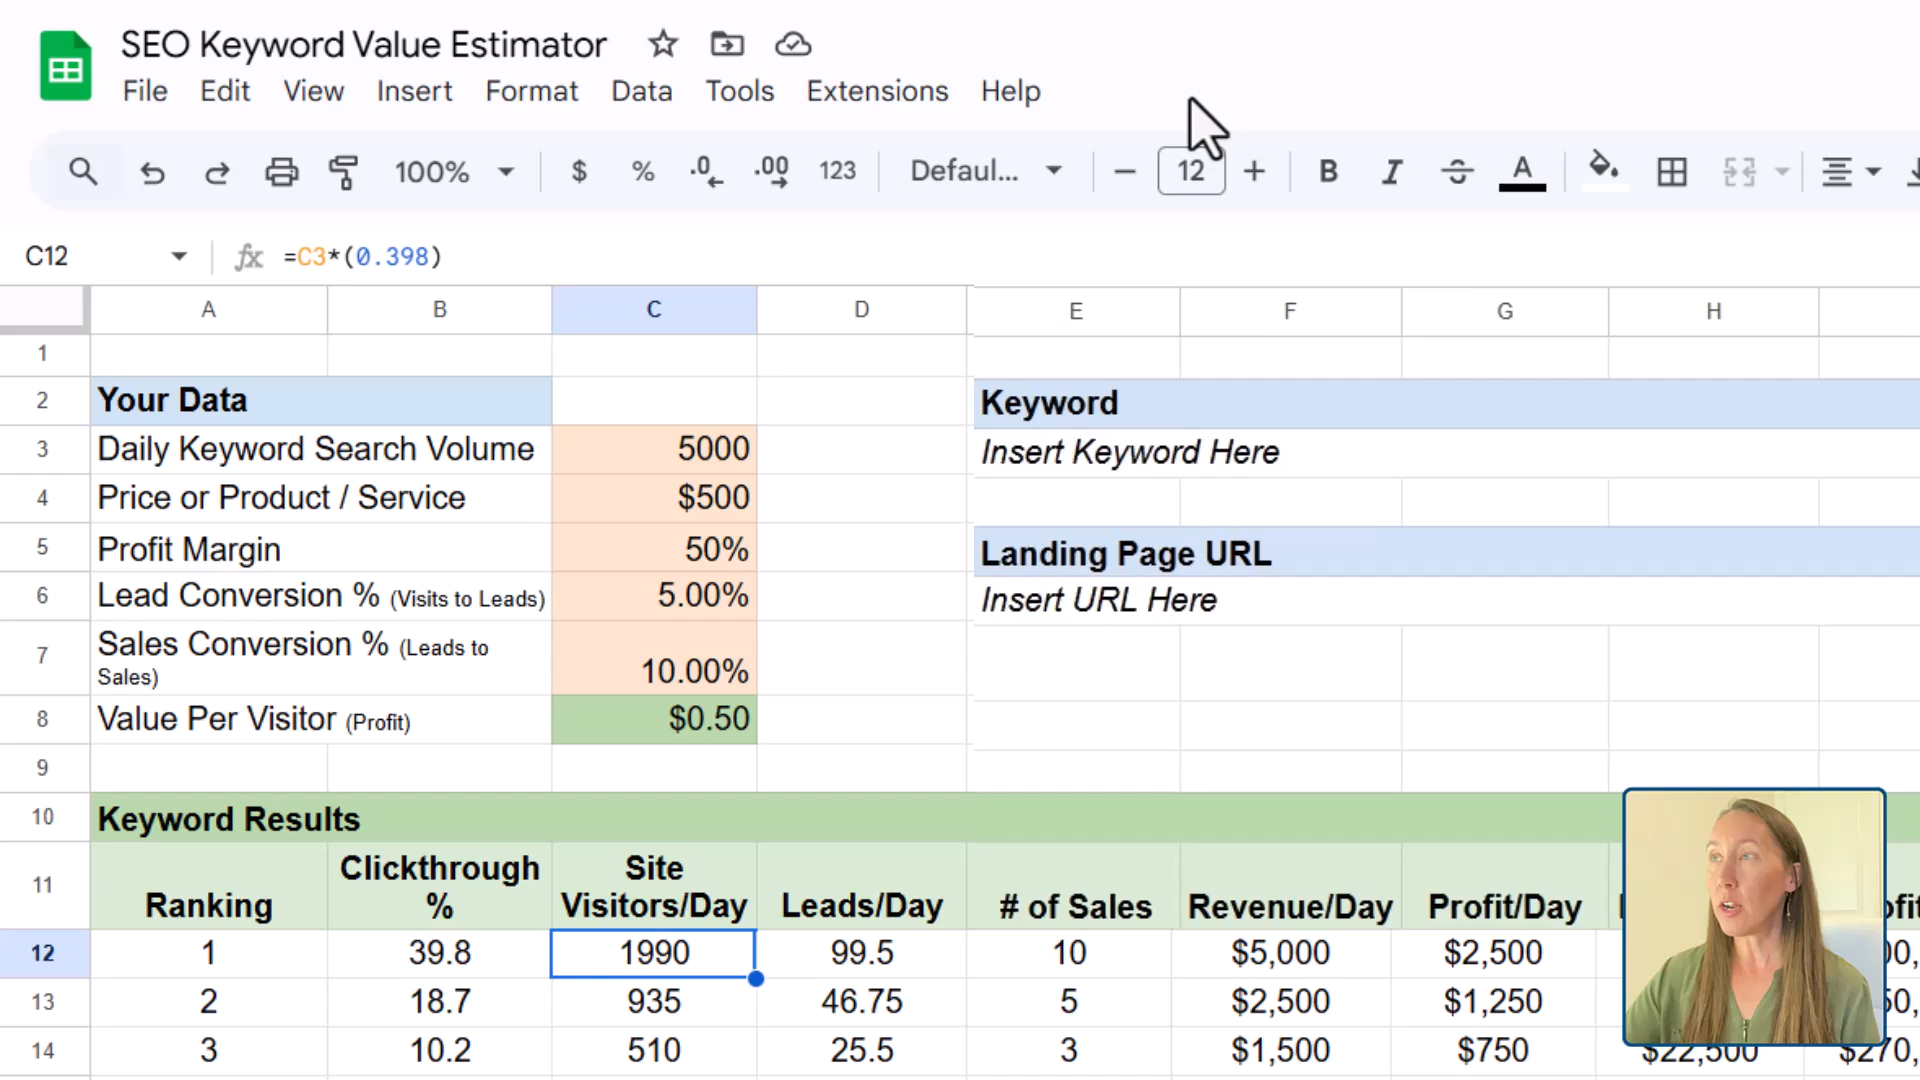 SEO Keyword Value Estimator
File Edit View Insert Format Data Tools Extensions Help
100% $ % .0 .00 123 Defaul... 12 B I A
C12 fx =C3*(0.398)
A B C D E F G H
1
2 Your Data Keyword
3 Daily Keyword Search Volume 5000 Insert Keyword Here
4 Price or Product / Service $500
5 Profit Margin 50% Landing Page URL
6 Lead Conversion % (Visits to Leads) 5.00% Insert URL Here
7 Sales Conversion % (Leads to
Sales) 10.00%
8 Value Per Visitor (Profit) $0.50
9
10 Keyword Results
11 Ranking Clickthrough % Site Visitors/Day Leads/Day # of Sales Revenue/Day Profit/Day
12 1 39.8 1990 99.5 10 $5,000 $2,500
13 2 18.7 935 46.75 5 $2,500 $1,250
14 3 10.2 510 25.5 3 $1,500 $750 $22,500 $270,